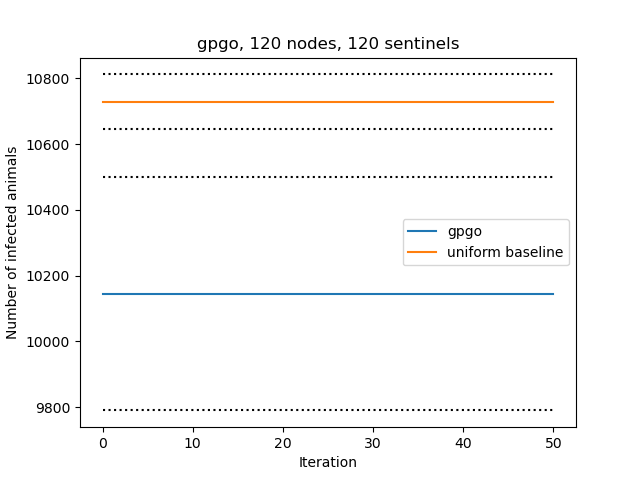 gpgo, 120 nodes, 120 sentinels
Number of infected animals
10800
10600
10400
10200
10000
9800
gpgo
uniform baseline
0 10 20 30 40 50
Iteration